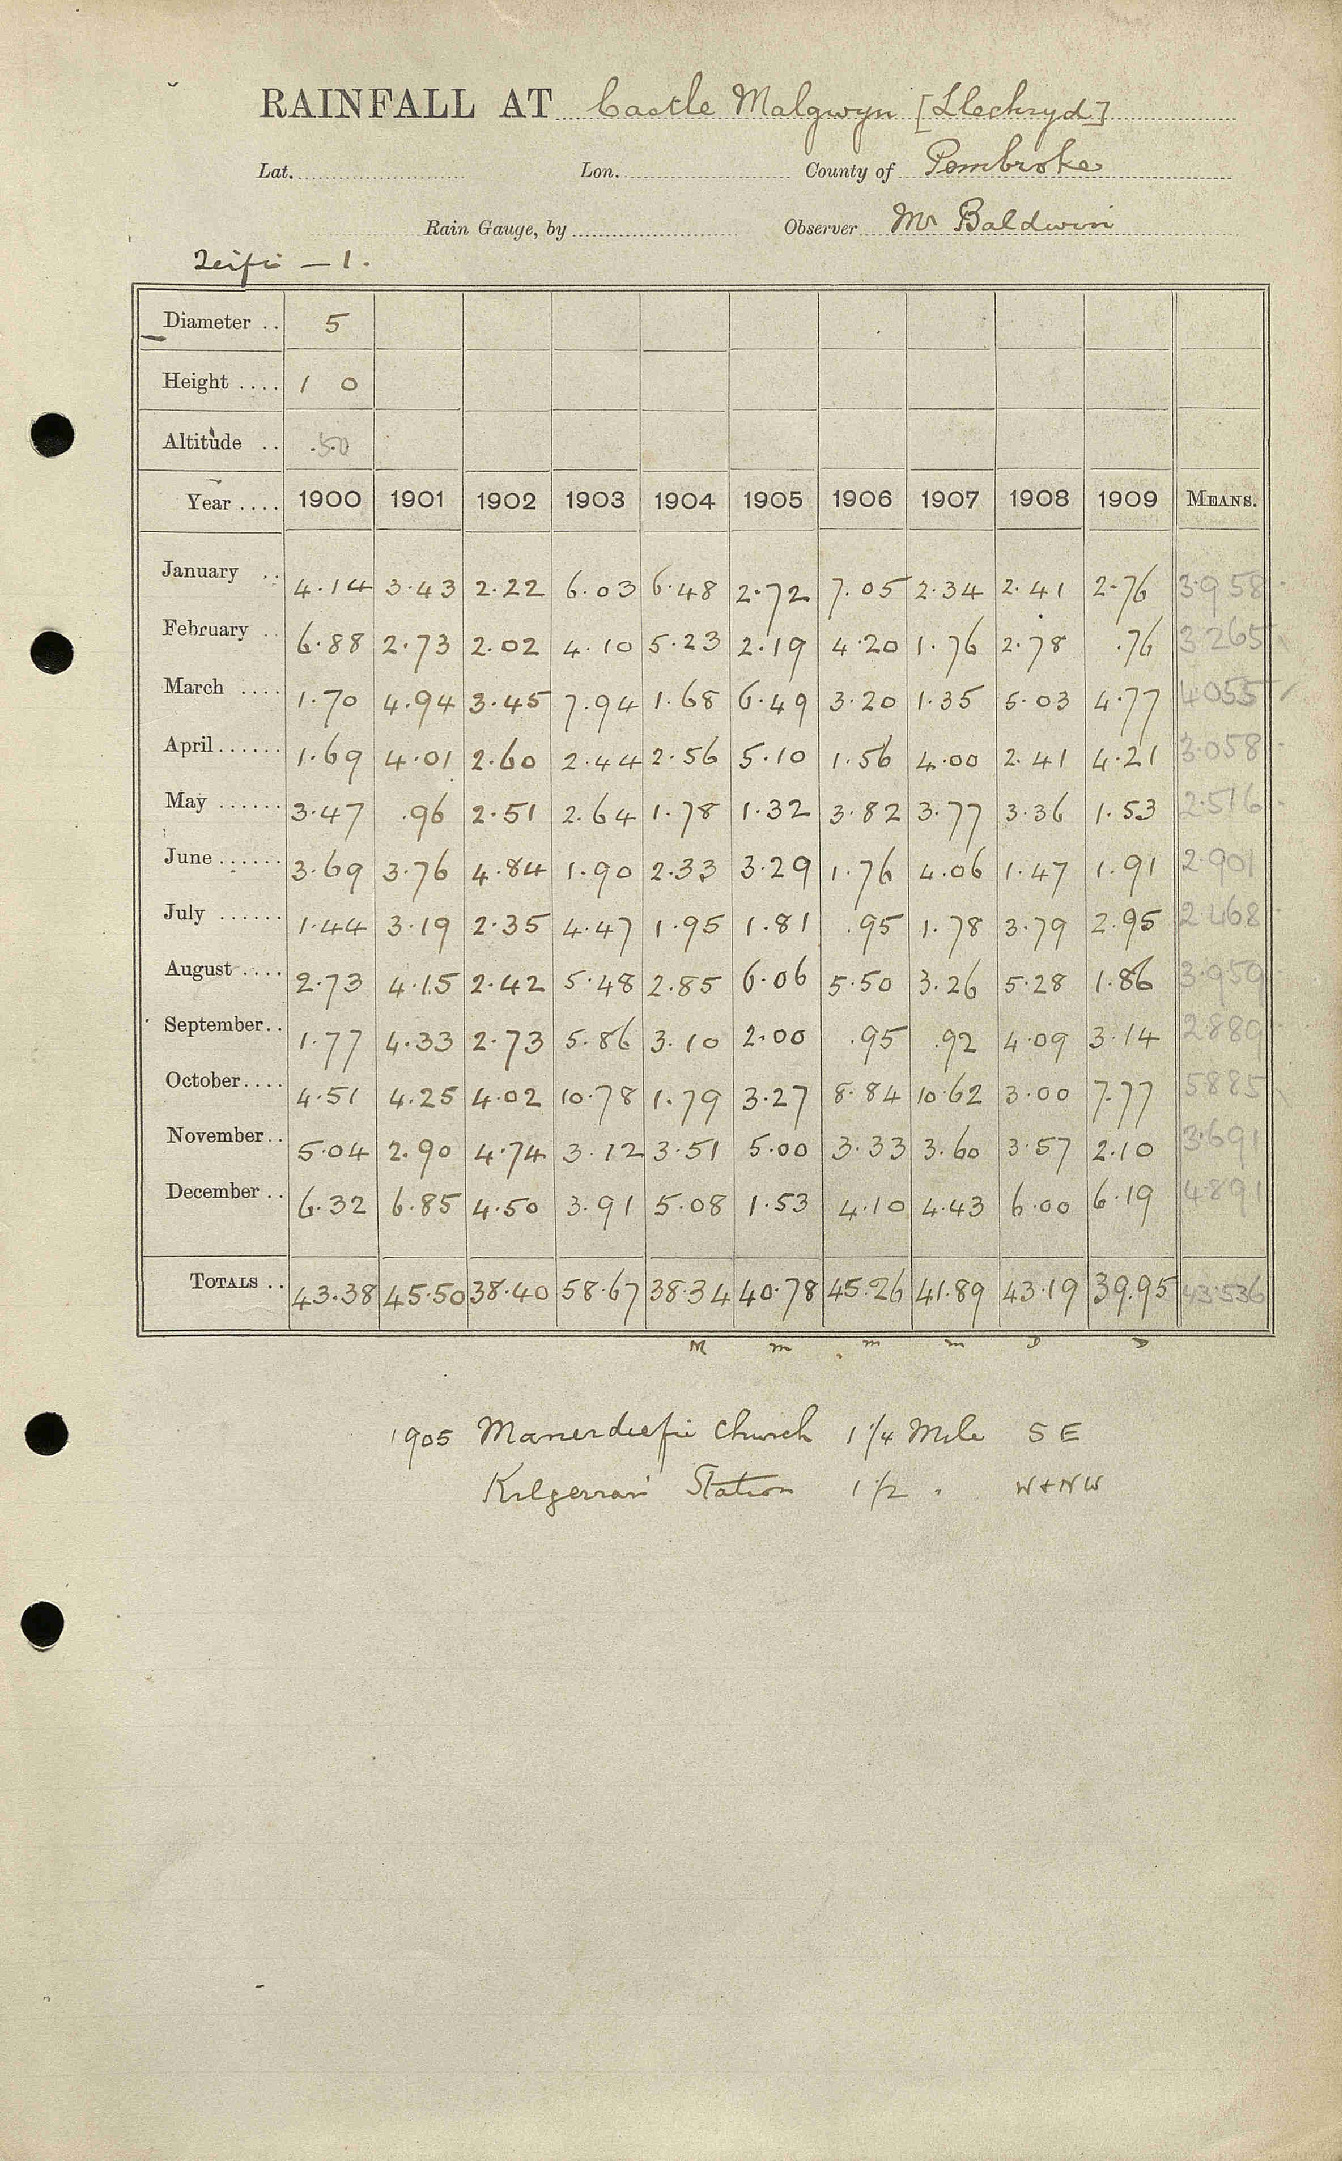 RAINFALL AT Castle Malgwyn [Llechryd]
Lat. Lon. County of Pembroke
Rain Gauge, by Observer Mr Baldwin
Teifi — 1.
Diameter .. 5
Height .... 1 0
Altitude .. 50
Year .... 1900 1901 1902 1903 1904 1905 1906 1907 1908 1909 MEANS.
January .. 4.14 3.43 2.22 6.03 6.48 2.72 7.05 2.34 2.41 2.76 3.958
February .. 6.88 2.73 2.02 4.10 5.23 2.19 4.20 1.76 2.78 .76 3265
March .... 1.70 4.94 3.45 7.94 1.68 6.49 3.20 1.35 5.03 4.77 4055
April ...... 1.69 4.01 2.60 2.44 2.56 5.10 1.56 4.00 2.41 4.21 3.058
May ...... 3.47 .96 2.51 2.64 1.78 1.32 3.82 3.77 3.36 1.53 2.516
June ...... 3.69 3.76 4.84 1.90 2.33 3.29 1.76 4.06 1.47 1.91 2.901
July ...... 1.44 3.19 2.35 4.47 1.95 1.81 .95 1.78 3.79 2.95 2.468
August .... 2.73 4.15 2.42 5.48 2.85 6.06 5.50 3.26 5.28 1.86 3.959
September .. 1.77 4.33 2.73 5.86 3.10 2.00 .95 .92 4.09 3.14 2.889
October .... 4.51 4.25 4.02 10.78 1.79 3.27 8.84 10.62 3.00 7.77 5885
November .. 5.04 2.90 4.74 3.12 3.51 5.00 3.33 3.60 3.57 2.10 3.691
December .. 6.32 6.85 4.50 3.91 5.08 1.53 4.10 4.43 6.00 6.19 4.891
TOTALS .. 43.38 45.50 38.40 58.67 38.34 40.78 45.26 41.89 43.19 39.95 43.536
M m m m D D
1905 Manerdeifi Church 1 1/4 Mile S E
Kilgerran Station 1 1/2 . W + NW